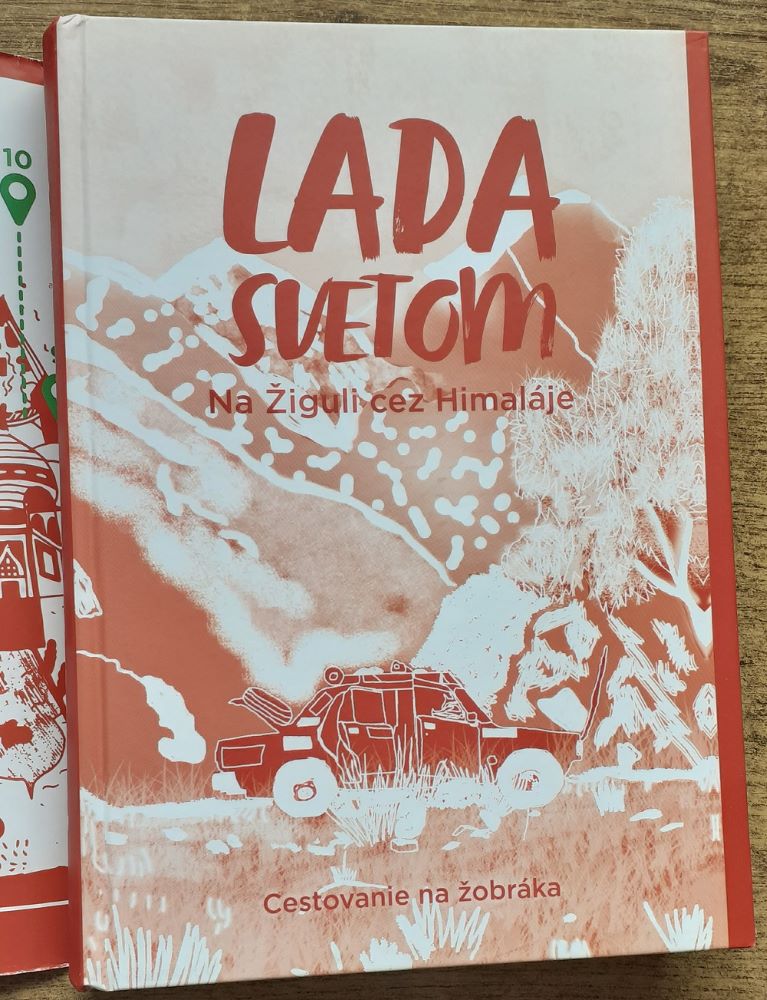 10
LADA
SVETOM
Na Žiguli cez Himaláje
Cestovanie na žobráka